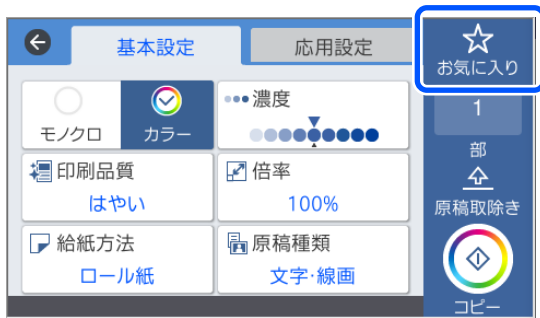 基本設定
応用設定
お気に入り
モノクロ
カラー
濃度
1
部
印刷品質
はやい
倍率
100%
原稿取除き
給紙方法
ロール紙
原稿種類
文字･線画
コピー